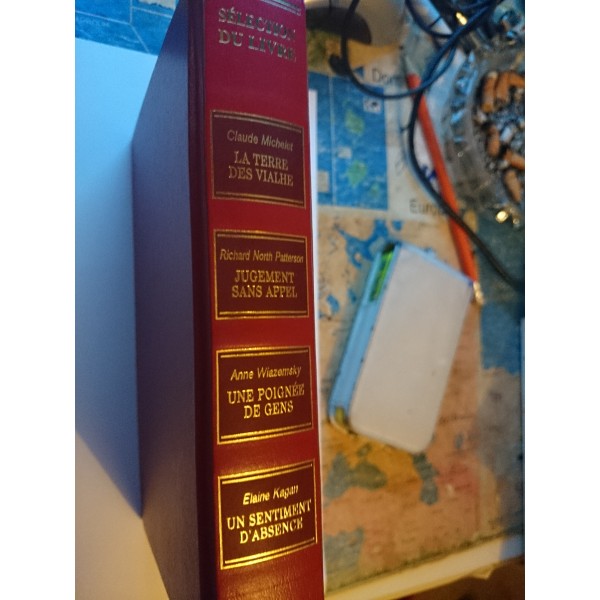 SÉLECTION
DU LIVRE
Claude Michelet
LA TERRE
DES VIALHE
Richard North Patterson
JUGEMENT
SANS APPEL
Anne Wiazemsky
UNE POIGNÉE
DE GENS
Elaine Kagan
UN SENTIMENT
D'ABSENCE